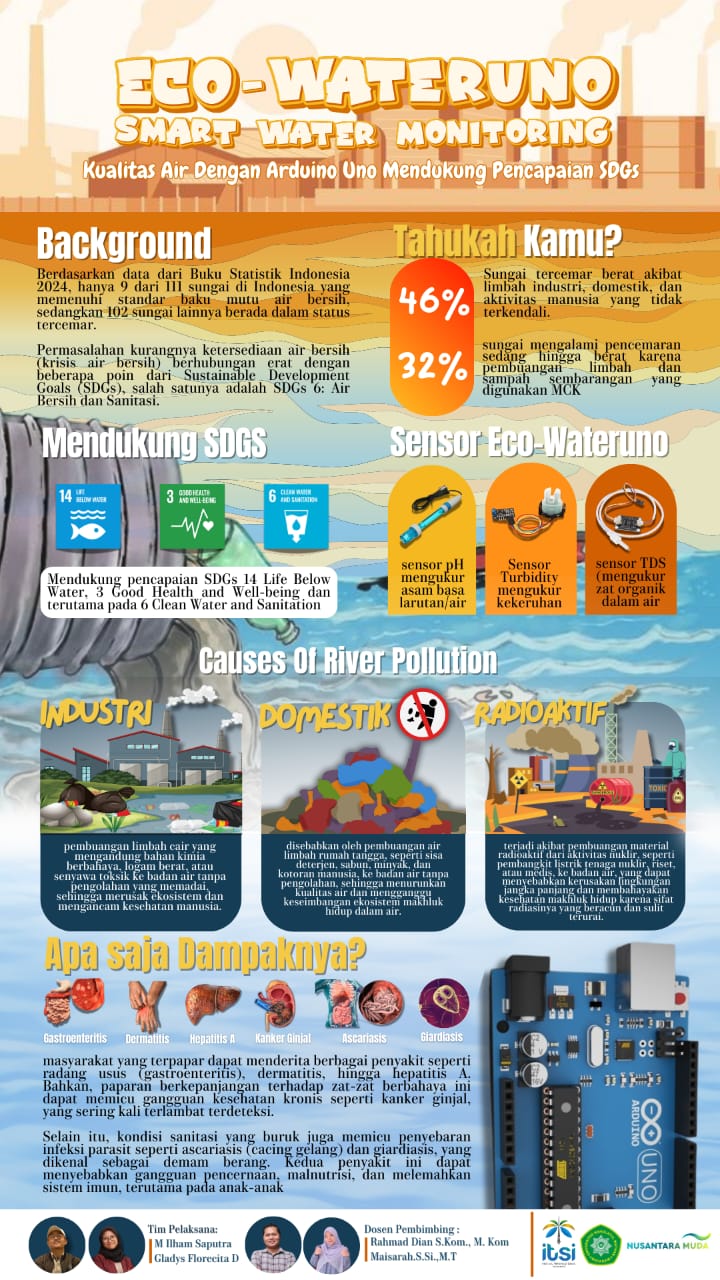 ECO-WATERUNO
SMART WATER MONITORING
Kualitas Air Dengan Arduino Uno Mendukung Pencapaian SDGs
Background
Berdasarkan data dari Buku Statistik Indonesia
2024, hanya 9 dari 111 sungai di Indonesia yang
memenuhi standar baku mutu air bersih,
sedangkan 102 sungai lainnya berada dalam status
tercemar.
Permasalahan kurangnya ketersediaan air bersih
(krisis air bersih) berhubungan erat dengan
beberapa poin dari Sustainable Development
Goals (SDGs), salah satunya adalah SDGs 6: Air
Bersih dan Sanitasi.
Tahukah Kamu?
46%
Sungai tercemar berat akibat
limbah industri, domestik, dan
aktivitas manusia yang tidak
terkendali.
32%
sungai mengalami pencemaran
sedang hingga berat karena
pembuangan limbah dan
sampah sembarangan yang
digunakan MCK
Mendukung SDGS
14 LIFE
BELOW WATER
3 GOOD HEALTH
AND WELL-BEING
6 CLEAN WATER
AND SANITATION
Mendukung pencapaian SDGs 14 Life Below
Water, 3 Good Health and Well-being dan
terutama pada 6 Clean Water and Sanitation
Sensor Eco-Wateruno
sensor pH
mengukur
asam basa
larutan/air
Sensor
Turbidity
mengukur
kekeruhan
sensor TDS
(mengukur
zat organik
dalam air
Causes Of River Pollution
INDUSTRI
pembuangan limbah cair yang
mengandung bahan kimia
berbahaya, logam berat, atau
senyawa toksik ke badan air tanpa
pengolahan yang memadai,
sehingga merusak ekosistem dan
mengancam kesehatan manusia.
DOMESTIK
disebabkan oleh pembuangan air
limbah rumah tangga, seperti sisa
deterjen, sabun, minyak, dan
kotoran manusia, ke badan air tanpa
pengolahan, sehingga menurunkan
kualitas air dan mengganggu
keseimbangan ekosistem makhluk
hidup dalam air.
RADIOAKTIF
TOXIC
terjadi akibat pembuangan material
radioaktif dari aktivitas nuklir, seperti
pembangkit listrik tenaga nuklir, riset,
atau medis, ke badan air, yang dapat
menyebabkan kerusakan lingkungan
jangka panjang dan membahayakan
kesehatan makhluk hidup karena sifat
radiasinya yang beracun dan sulit
terurai.
Apa saja Dampaknya?
Gastroenteritis
Dermatitis
Hepatitis A
Kanker Ginjal
Ascariasis
Giardiasis
masyarakat yang terpapar dapat menderita berbagai penyakit seperti
radang usus (gastroenteritis), dermatitis, hingga hepatitis A.
Bahkan, paparan berkepanjangan terhadap zat-zat berbahaya ini
dapat memicu gangguan kesehatan kronis seperti kanker ginjal,
yang sering kali terlambat terdeteksi.
Selain itu, kondisi sanitasi yang buruk juga memicu penyebaran
infeksi parasit seperti ascariasis (cacing gelang) dan giardiasis, yang
dikenal sebagai demam berang. Kedua penyakit ini dapat
menyebabkan gangguan pencernaan, malnutrisi, dan melemahkan
sistem imun, terutama pada anak-anak
ARDUINO
UNO
Tim Pelaksana:
M Ilham Saputra
Gladys Florecita D
Dosen Pembimbing :
Rahmad Dian S.Kom., M. Kom
Maisarah.S.Si.,M.T
itsi
NUSANTARA MUDA